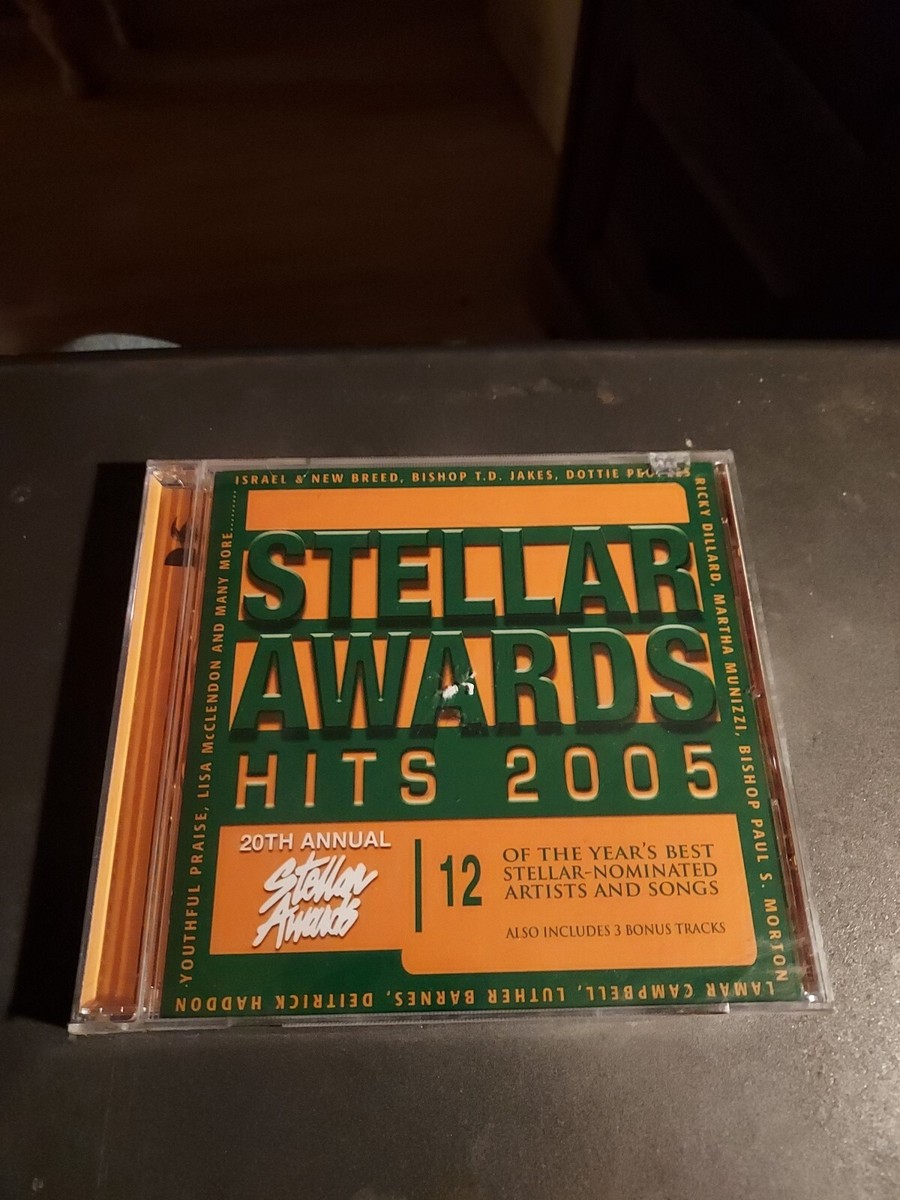 ISRAEL & NEW BREED, BISHOP T.D. JAKES, DOTTIE PEOPLES
RICKY DILLARD, MARTHA MUNIZZI, BISHOP PAUL S. MORTON
LAMAR CAMPBELL, LUTHER BARNES, DEITRICK HADDON
YOUTHFUL PRAISE, LISA McCLENDON AND MANY MORE......
STELLAR
AWARDS
HITS 2005
20TH ANNUAL
Stellar
Awards
12
OF THE YEAR'S BEST
STELLAR-NOMINATED
ARTISTS AND SONGS
ALSO INCLUDES 3 BONUS TRACKS